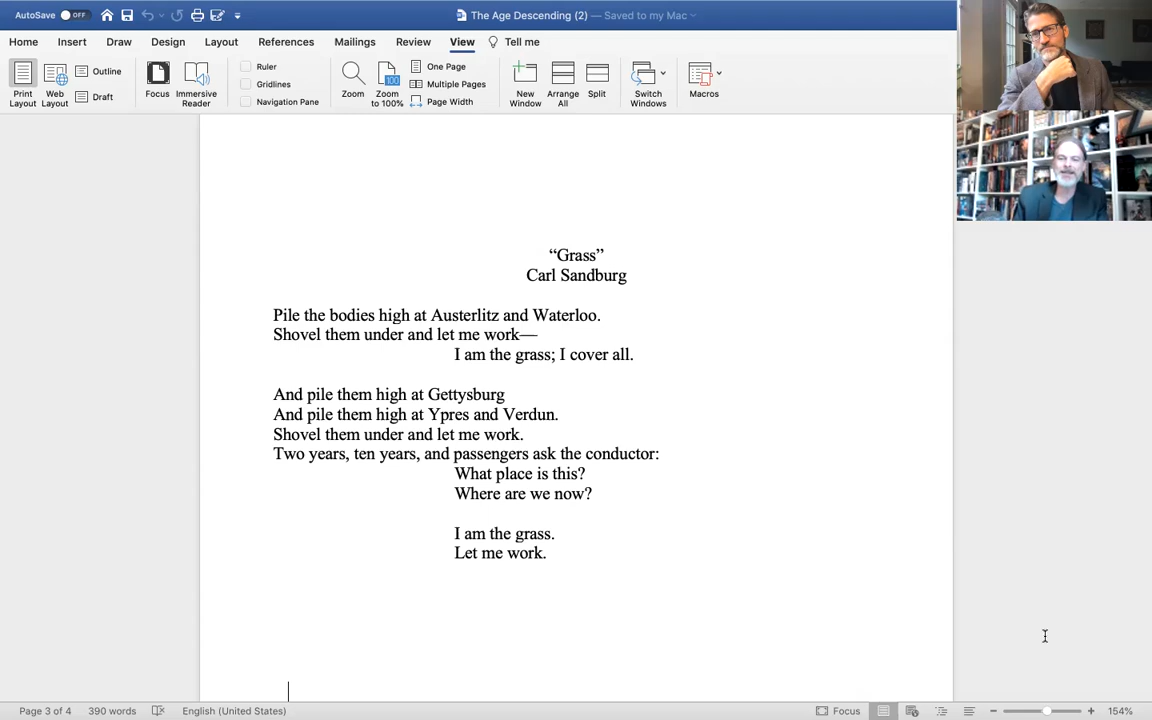 AutoSave OFF
The Age Descending (2) — Saved to my Mac
Home Insert Draw Design Layout References Mailings Review View Tell me
Print Layout
Web Layout
Outline
Draft
Focus
Immersive Reader
Ruler
Gridlines
Navigation Pane
Zoom
100
Zoom to 100%
One Page
Multiple Pages
Page Width
New Window
Arrange All
Split
Switch Windows
Macros
“Grass”
Carl Sandburg
Pile the bodies high at Austerlitz and Waterloo.
Shovel them under and let me work—
I am the grass; I cover all.
And pile them high at Gettysburg
And pile them high at Ypres and Verdun.
Shovel them under and let me work.
Two years, ten years, and passengers ask the conductor:
What place is this?
Where are we now?
I am the grass.
Let me work.
Page 3 of 4 390 words English (United States) Focus 154%